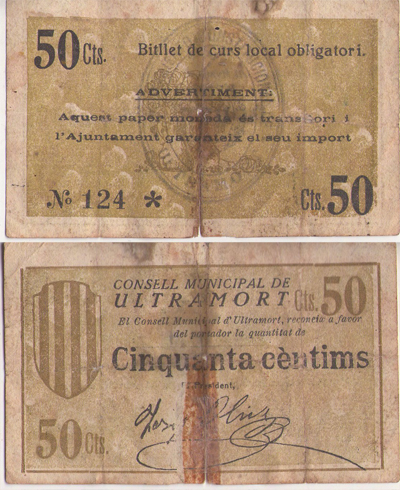 50 Cts. Bitllet de curs local obligatori.
ADVERTIMENT:
Aquest paper moneda és transitori i
l'Ajuntament garanteix el seu import
№ 124 *
Cts. 50
CONSELL MUNICIPAL DE
ULTRAMORT Cts. 50
El Consell Municipal d'Ultramort, reconeix a favor
del portador la quantitat de
Cinquanta cèntims
El President,
50 Cts.